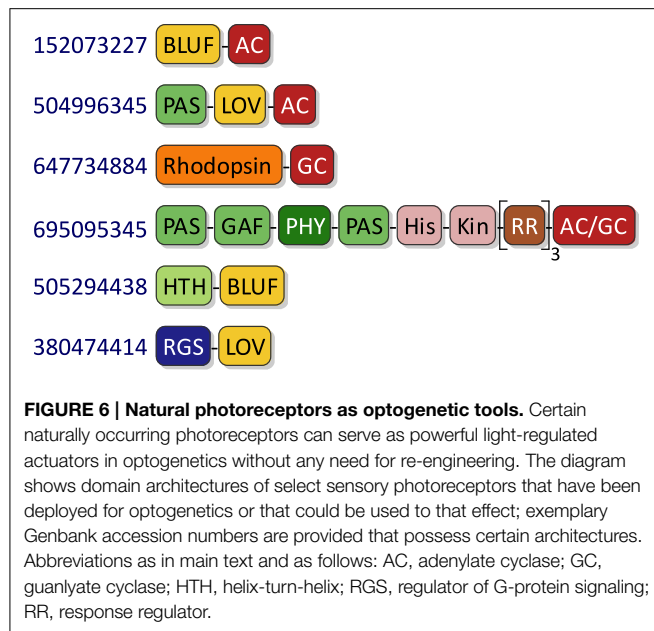 152073227 BLUF-AC
504996345 PAS-LOV-AC
647734884 Rhodopsin-GC
695095345 PAS-GAF-PHY-PAS-His-Kin-[RR]3-AC/GC
505294438 HTH-BLUF
380474414 RGS-LOV
FIGURE 6 | Natural photoreceptors as optogenetic tools. Certain
naturally occurring photoreceptors can serve as powerful light-regulated
actuators in optogenetics without any need for re-engineering. The diagram
shows domain architectures of select sensory photoreceptors that have been
deployed for optogenetics or that could be used to that effect; exemplary
Genbank accession numbers are provided that possess certain architectures.
Abbreviations as in main text and as follows: AC, adenylate cyclase; GC,
guanlyate cyclase; HTH, helix-turn-helix; RGS, regulator of G-protein signaling;
RR, response regulator.